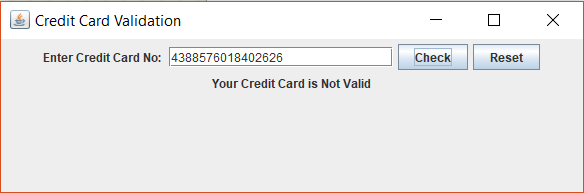 Credit Card Validation
Enter Credit Card No: 4388576018402626 Check Reset
Your Credit Card is Not Valid